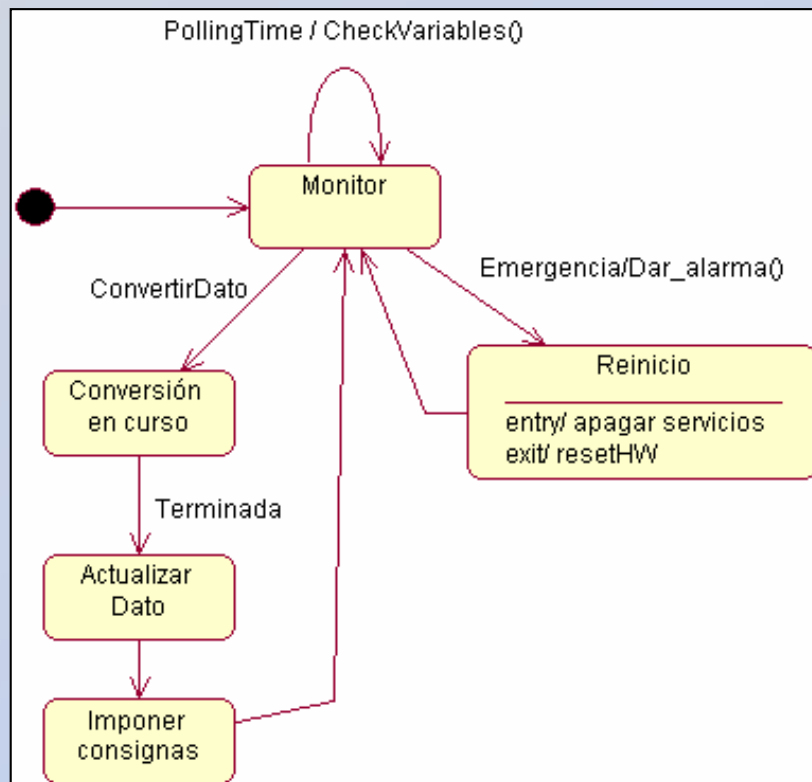 PollingTime / CheckVariables()
Monitor
ConvertirDato
Emergencia/Dar_alarma()
Conversión
en curso
Reinicio
entry/ apagar servicios
exit/ resetHW
Terminada
Actualizar
Dato
Imponer
consignas